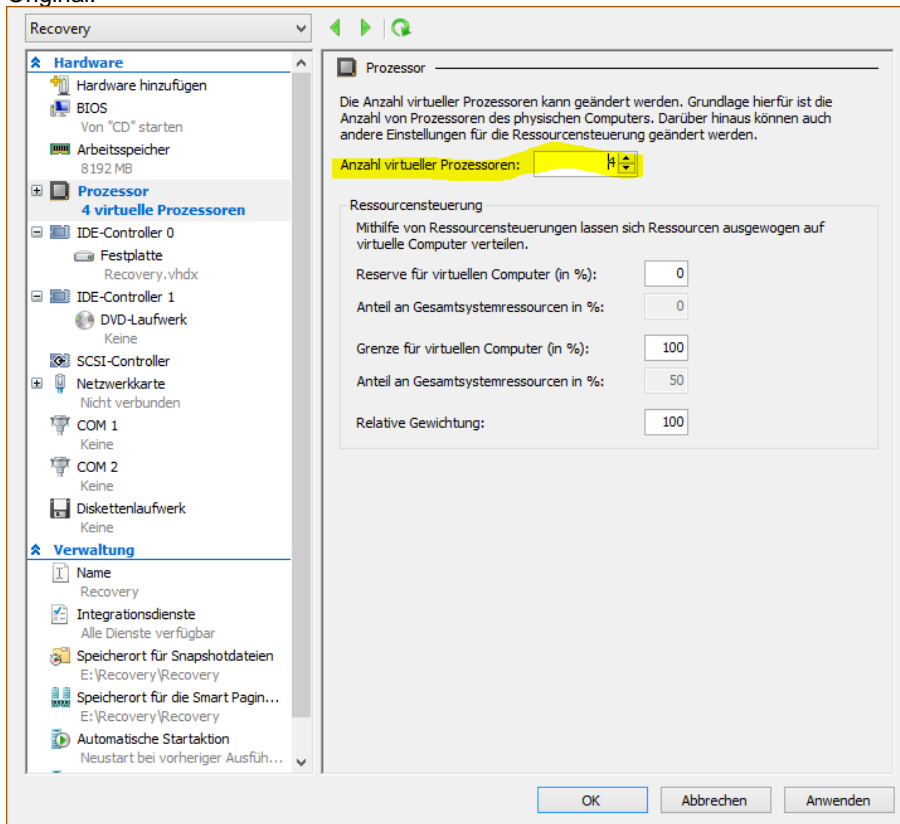 Original:
Recovery
Hardware
Hardware hinzufügen
BIOS
Von "CD" starten
Arbeitsspeicher
8192 MB
Prozessor
4 virtuelle Prozessoren
IDE-Controller 0
Festplatte
Recovery.vhdx
IDE-Controller 1
DVD-Laufwerk
Keine
SCSI-Controller
Netzwerkkarte
Nicht verbunden
COM 1
Keine
COM 2
Keine
Diskettenlaufwerk
Keine
Verwaltung
Name
Recovery
Integrationsdienste
Alle Dienste verfügbar
Speicherort für Snapshotdateien
E:\Recovery\Recovery
Speicherort für die Smart Pagin...
E:\Recovery\Recovery
Automatische Startaktion
Neustart bei vorheriger Ausfüh...
Prozessor
Die Anzahl virtueller Prozessoren kann geändert werden. Grundlage hierfür ist die
Anzahl von Prozessoren des physischen Computers. Darüber hinaus können auch
andere Einstellungen für die Ressourcensteuerung geändert werden.
Anzahl virtueller Prozessoren: 4
Ressourcensteuerung
Mithilfe von Ressourcensteuerungen lassen sich Ressourcen ausgewogen auf
virtuelle Computer verteilen.
Reserve für virtuellen Computer (in %): 0
Anteil an Gesamtsystemressourcen in %: 0
Grenze für virtuellen Computer (in %): 100
Anteil an Gesamtsystemressourcen in %: 50
Relative Gewichtung: 100
OK Abbrechen Anwenden